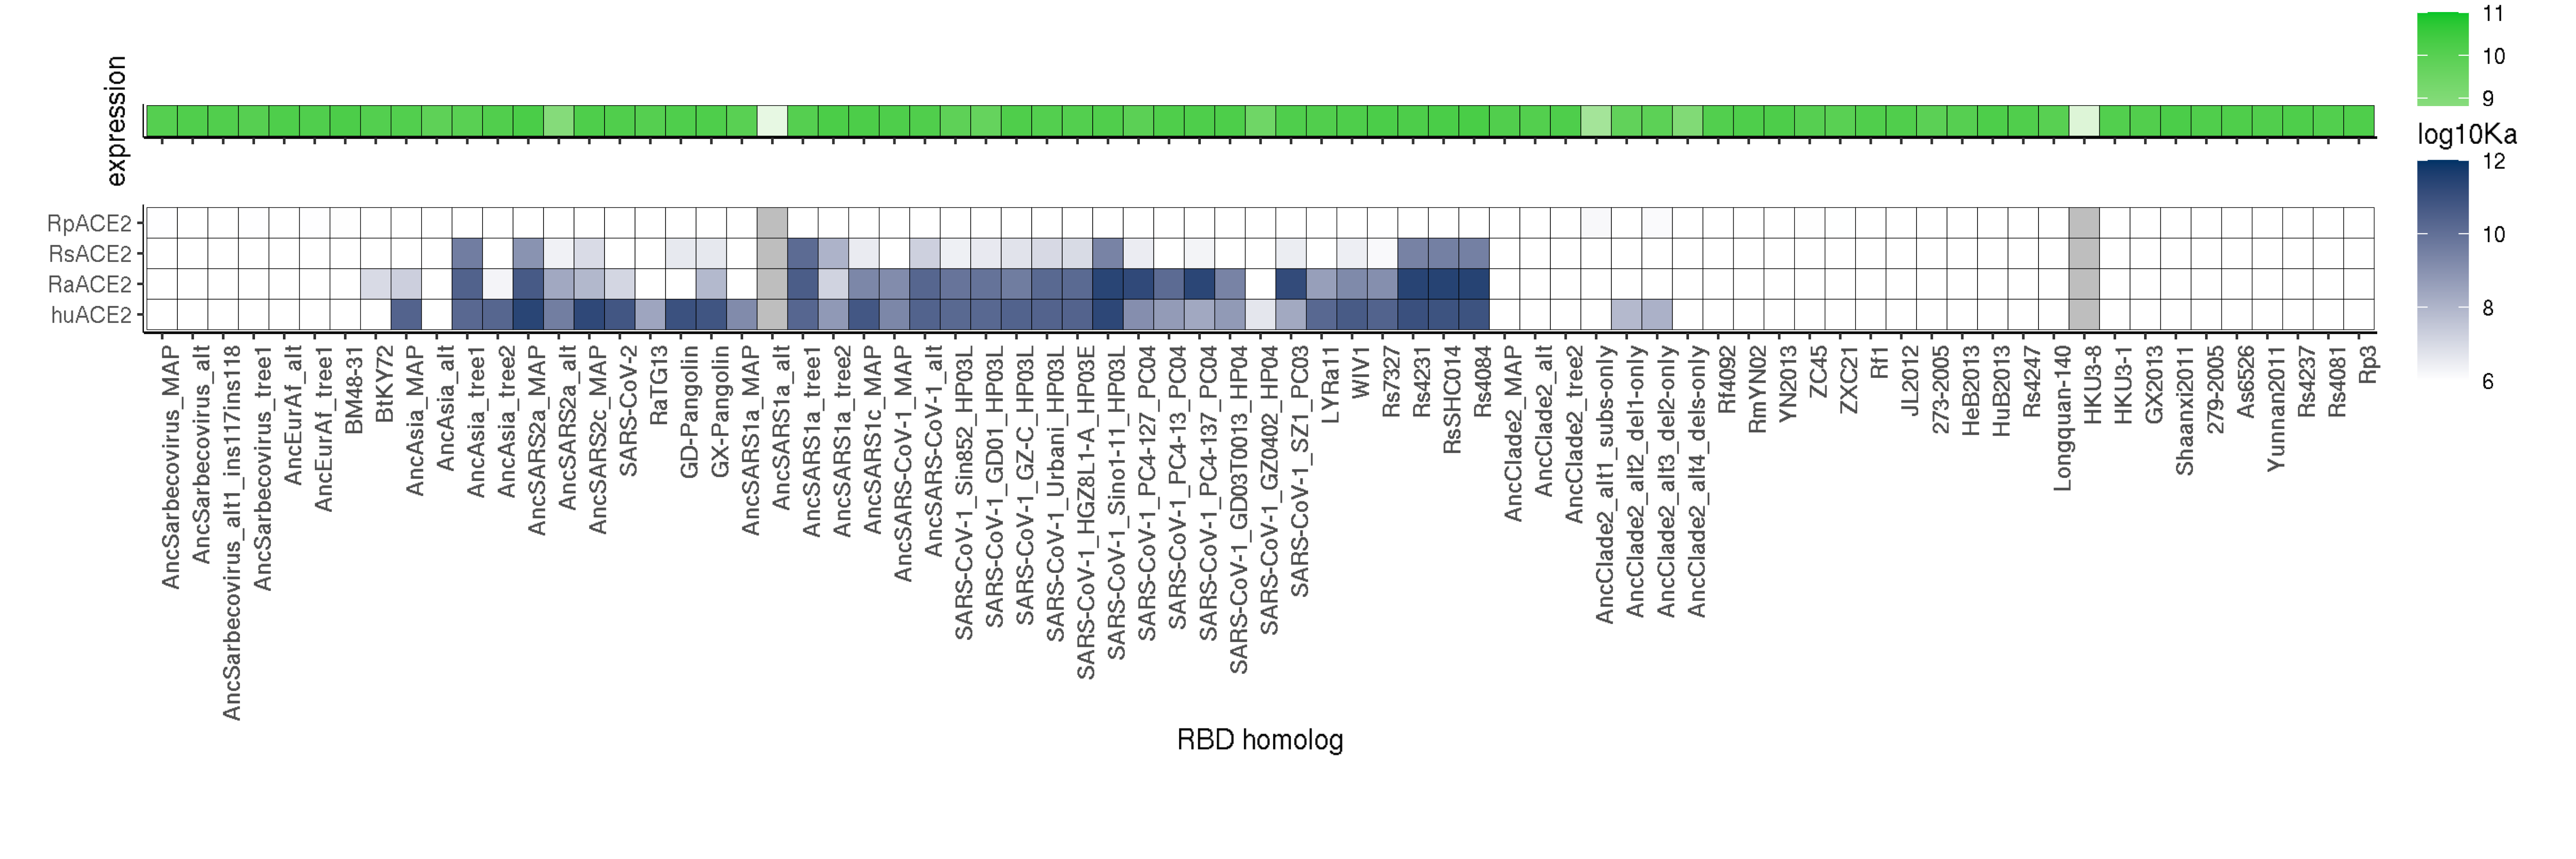 11
10
9
expression
log10Ka
12
10
8
6
RpACE2
RsACE2
RaACE2
huACE2
AncSarbecovirus_MAP
AncSarbecovirus_alt
AncSarbecovirus_alt1_ins117ins118
AncSarbecovirus_tree1
AncEurAf_alt
AncEurAf_tree1
BM48-31
BtKY72
AncAsia_MAP
AncAsia_alt
AncAsia_tree1
AncAsia_tree2
AncSARS2a_MAP
AncSARS2a_alt
AncSARS2c_MAP
SARS-CoV-2
RaTG13
GD-Pangolin
GX-Pangolin
AncSARS1a_MAP
AncSARS1a_alt
AncSARS1a_tree1
AncSARS1a_tree2
AncSARS1c_MAP
AncSARS-CoV-1_MAP
AncSARS-CoV-1_alt
SARS-CoV-1_Sin852_HP03L
SARS-CoV-1_GD01_HP03L
SARS-CoV-1_GZ-C_HP03L
SARS-CoV-1_Urbani_HP03L
SARS-CoV-1_HGZ8L1-A_HP03E
SARS-CoV-1_Sino1-11_HP03L
SARS-CoV-1_PC4-127_PC04
SARS-CoV-1_PC4-13_PC04
SARS-CoV-1_PC4-137_PC04
SARS-CoV-1_GD03T0013_HP04
SARS-CoV-1_GZ0402_HP04
SARS-CoV-1_SZ1_PC03
LYRa11
WIV1
Rs7327
Rs4231
RsSHC014
Rs4084
AncClade2_MAP
AncClade2_alt
AncClade2_tree2
AncClade2_alt1_subs-only
AncClade2_alt2_del1-only
AncClade2_alt3_del2-only
AncClade2_alt4_dels-only
Rf4092
RmYN02
YN2013
ZC45
ZXC21
Rf1
JL2012
273-2005
HeB2013
HuB2013
Rs4247
Longquan-140
HKU3-8
HKU3-1
GX2013
Shaanxi2011
279-2005
As6526
Yunnan2011
Rs4237
Rs4081
Rp3
RBD homolog